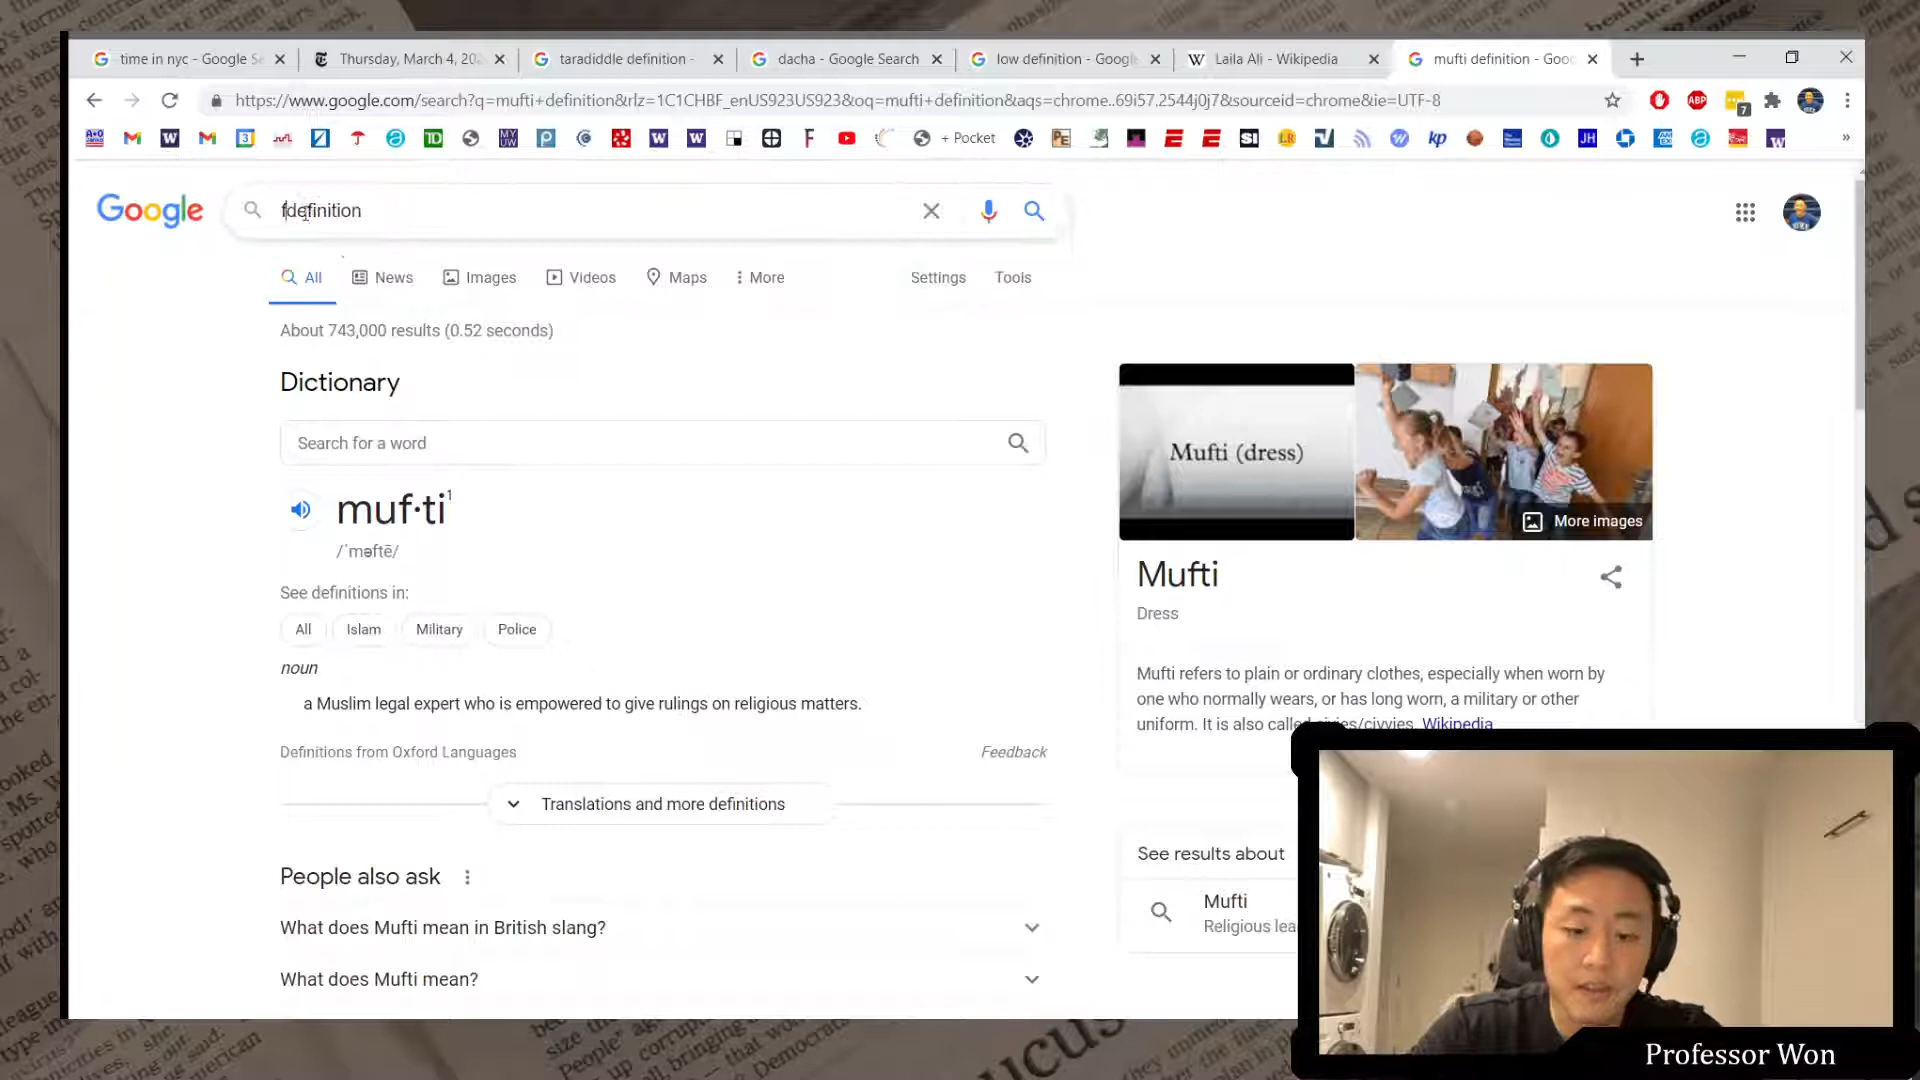 time in nyc - Google Se
Thursday, March 4, 202
taradiddle definition -
dacha - Google Search
low definition - Google
Laila Ali - Wikipedia
mufti definition - Goog
https://www.google.com/search?q=mufti+definition&rlz=1C1CHBF_enUS923US923&oq=mufti+definition&aqs=chrome..69i57.2544j0j7&sourceid=chrome&ie=UTF-8
+ Pocket
Google
fdefinition
All News Images Videos Maps More Settings Tools
About 743,000 results (0.52 seconds)
Dictionary
Search for a word
muf·ti¹
/ˈməftē/
See definitions in:
All Islam Military Police
noun
a Muslim legal expert who is empowered to give rulings on religious matters.
Definitions from Oxford Languages
Feedback
Translations and more definitions
People also ask
What does Mufti mean in British slang?
What does Mufti mean?
Mufti (dress)
More images
Mufti
Dress
Mufti refers to plain or ordinary clothes, especially when worn by
one who normally wears, or has long worn, a military or other
uniform. It is also called civies/civvies. Wikipedia
See results about
Mufti
Religious lea
Professor Won